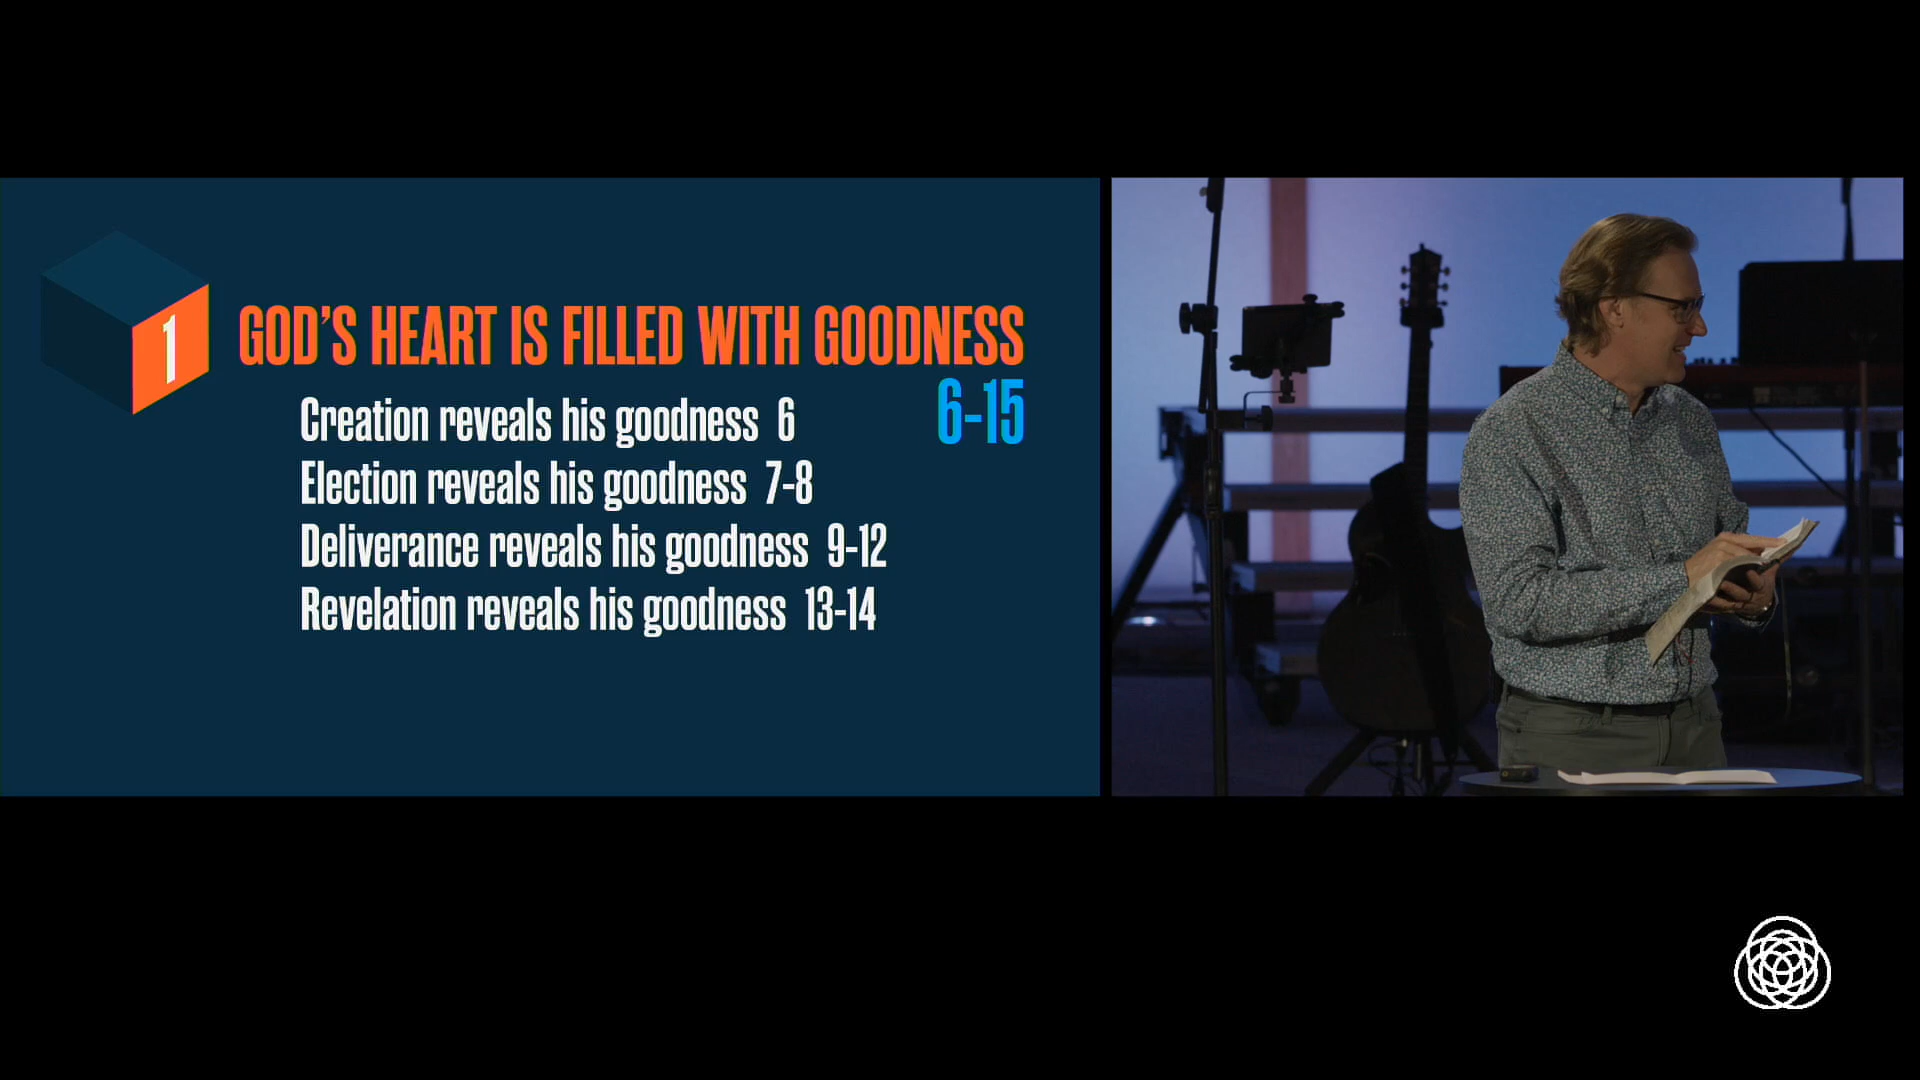 1
GOD'S HEART IS FILLED WITH GOODNESS
6-15
Creation reveals his goodness 6
Election reveals his goodness 7-8
Deliverance reveals his goodness 9-12
Revelation reveals his goodness 13-14